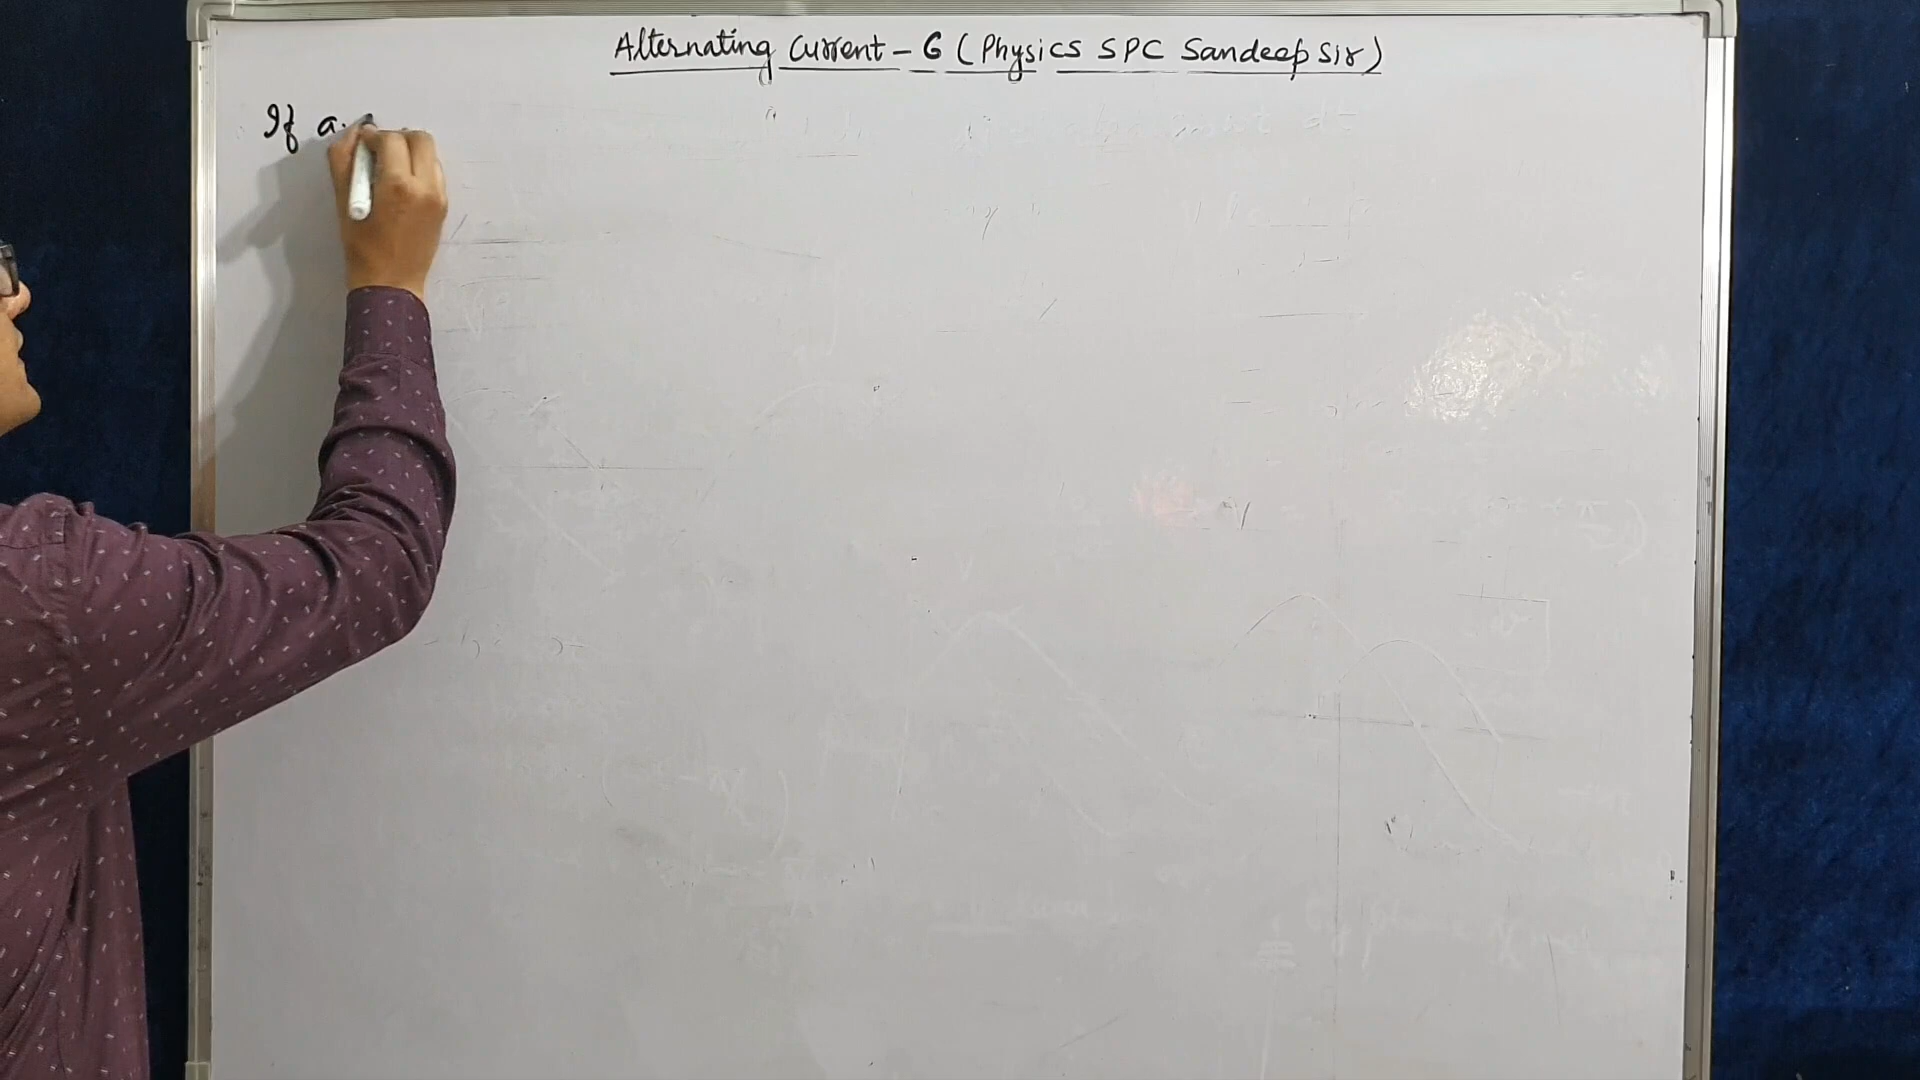 Alternating Current - 6 (Physics SPC Sandeep Sir)
If a.